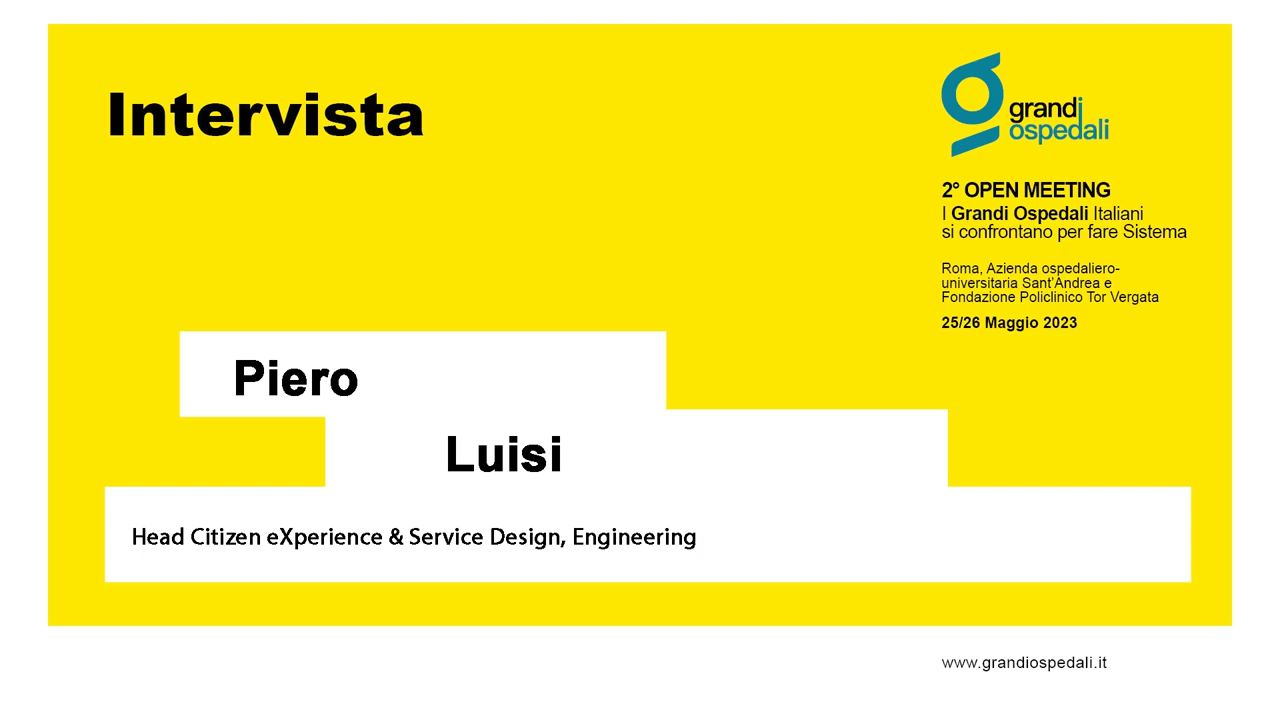 Intervista
grandi
ospedali
2° OPEN MEETING
I Grandi Ospedali Italiani
si confrontano per fare Sistema
Roma, Azienda ospedaliero-
universitaria Sant'Andrea e
Fondazione Policlinico Tor Vergata
25/26 Maggio 2023
Piero
Luisi
Head Citizen eXperience & Service Design, Engineering
www.grandiospedali.it